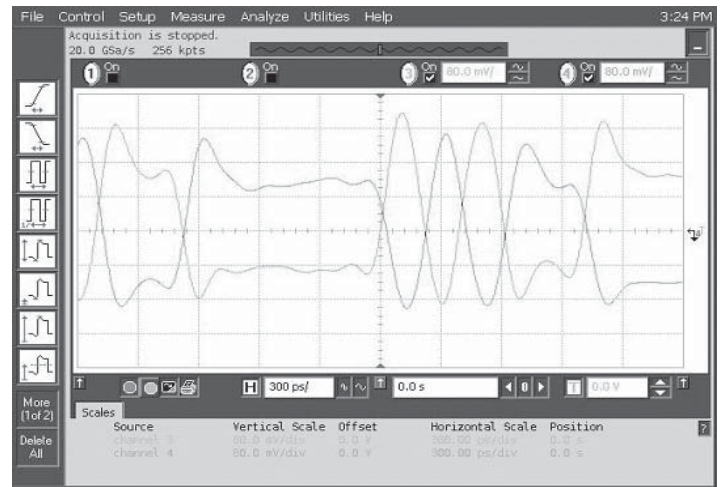 File Control Setup Measure Analyze Utilities Help 3:24 PM
Acquisition is stopped.
20.0 GSa/s 256 kpts
1 On 2 On 3 On 80.0 mV/ 4 On 80.0 mV/
H 300 ps/ 0.0 s 0 T 0.0 V
More
(1of 2)
Delete
All
Scales
Source Vertical Scale Offset Horizontal Scale Position
channel 3 80.0 mV/div 0.0 V 300.00 ps/div 0.0 s
channel 4 80.0 mV/div 0.0 V 300.00 ps/div 0.0 s
?